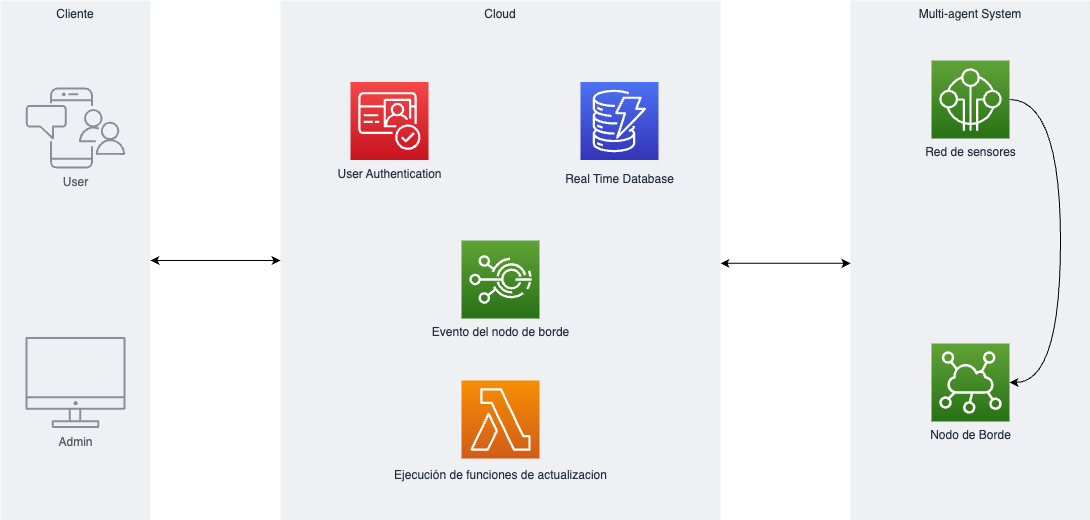 Cliente
Cloud
Multi-agent System
User
User Authentication
Real Time Database
Red de sensores
Evento del nodo de borde
Admin
Ejecución de funciones de actualizacion
Nodo de Borde